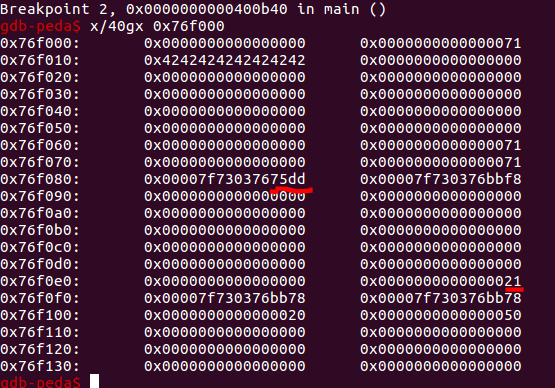 Breakpoint 2, 0x0000000000400b40 in main ()
gdb-peda$ x/40gx 0x76f000
0x76f000: 0x0000000000000000 0x0000000000000071
0x76f010: 0x4242424242424242 0x0000000000000000
0x76f020: 0x0000000000000000 0x0000000000000000
0x76f030: 0x0000000000000000 0x0000000000000000
0x76f040: 0x0000000000000000 0x0000000000000000
0x76f050: 0x0000000000000000 0x0000000000000000
0x76f060: 0x0000000000000000 0x0000000000000071
0x76f070: 0x0000000000000000 0x0000000000000071
0x76f080: 0x00007f73037675dd 0x00007f730376bbf8
0x76f090: 0x0000000000000000 0x0000000000000000
0x76f0a0: 0x0000000000000000 0x0000000000000000
0x76f0b0: 0x0000000000000000 0x0000000000000000
0x76f0c0: 0x0000000000000000 0x0000000000000000
0x76f0d0: 0x0000000000000000 0x0000000000000000
0x76f0e0: 0x0000000000000000 0x0000000000000021
0x76f0f0: 0x00007f730376bb78 0x00007f730376bb78
0x76f100: 0x0000000000000020 0x0000000000000050
0x76f110: 0x0000000000000000 0x0000000000000000
0x76f120: 0x0000000000000000 0x0000000000000000
0x76f130: 0x0000000000000000 0x0000000000000000
gdb-peda$